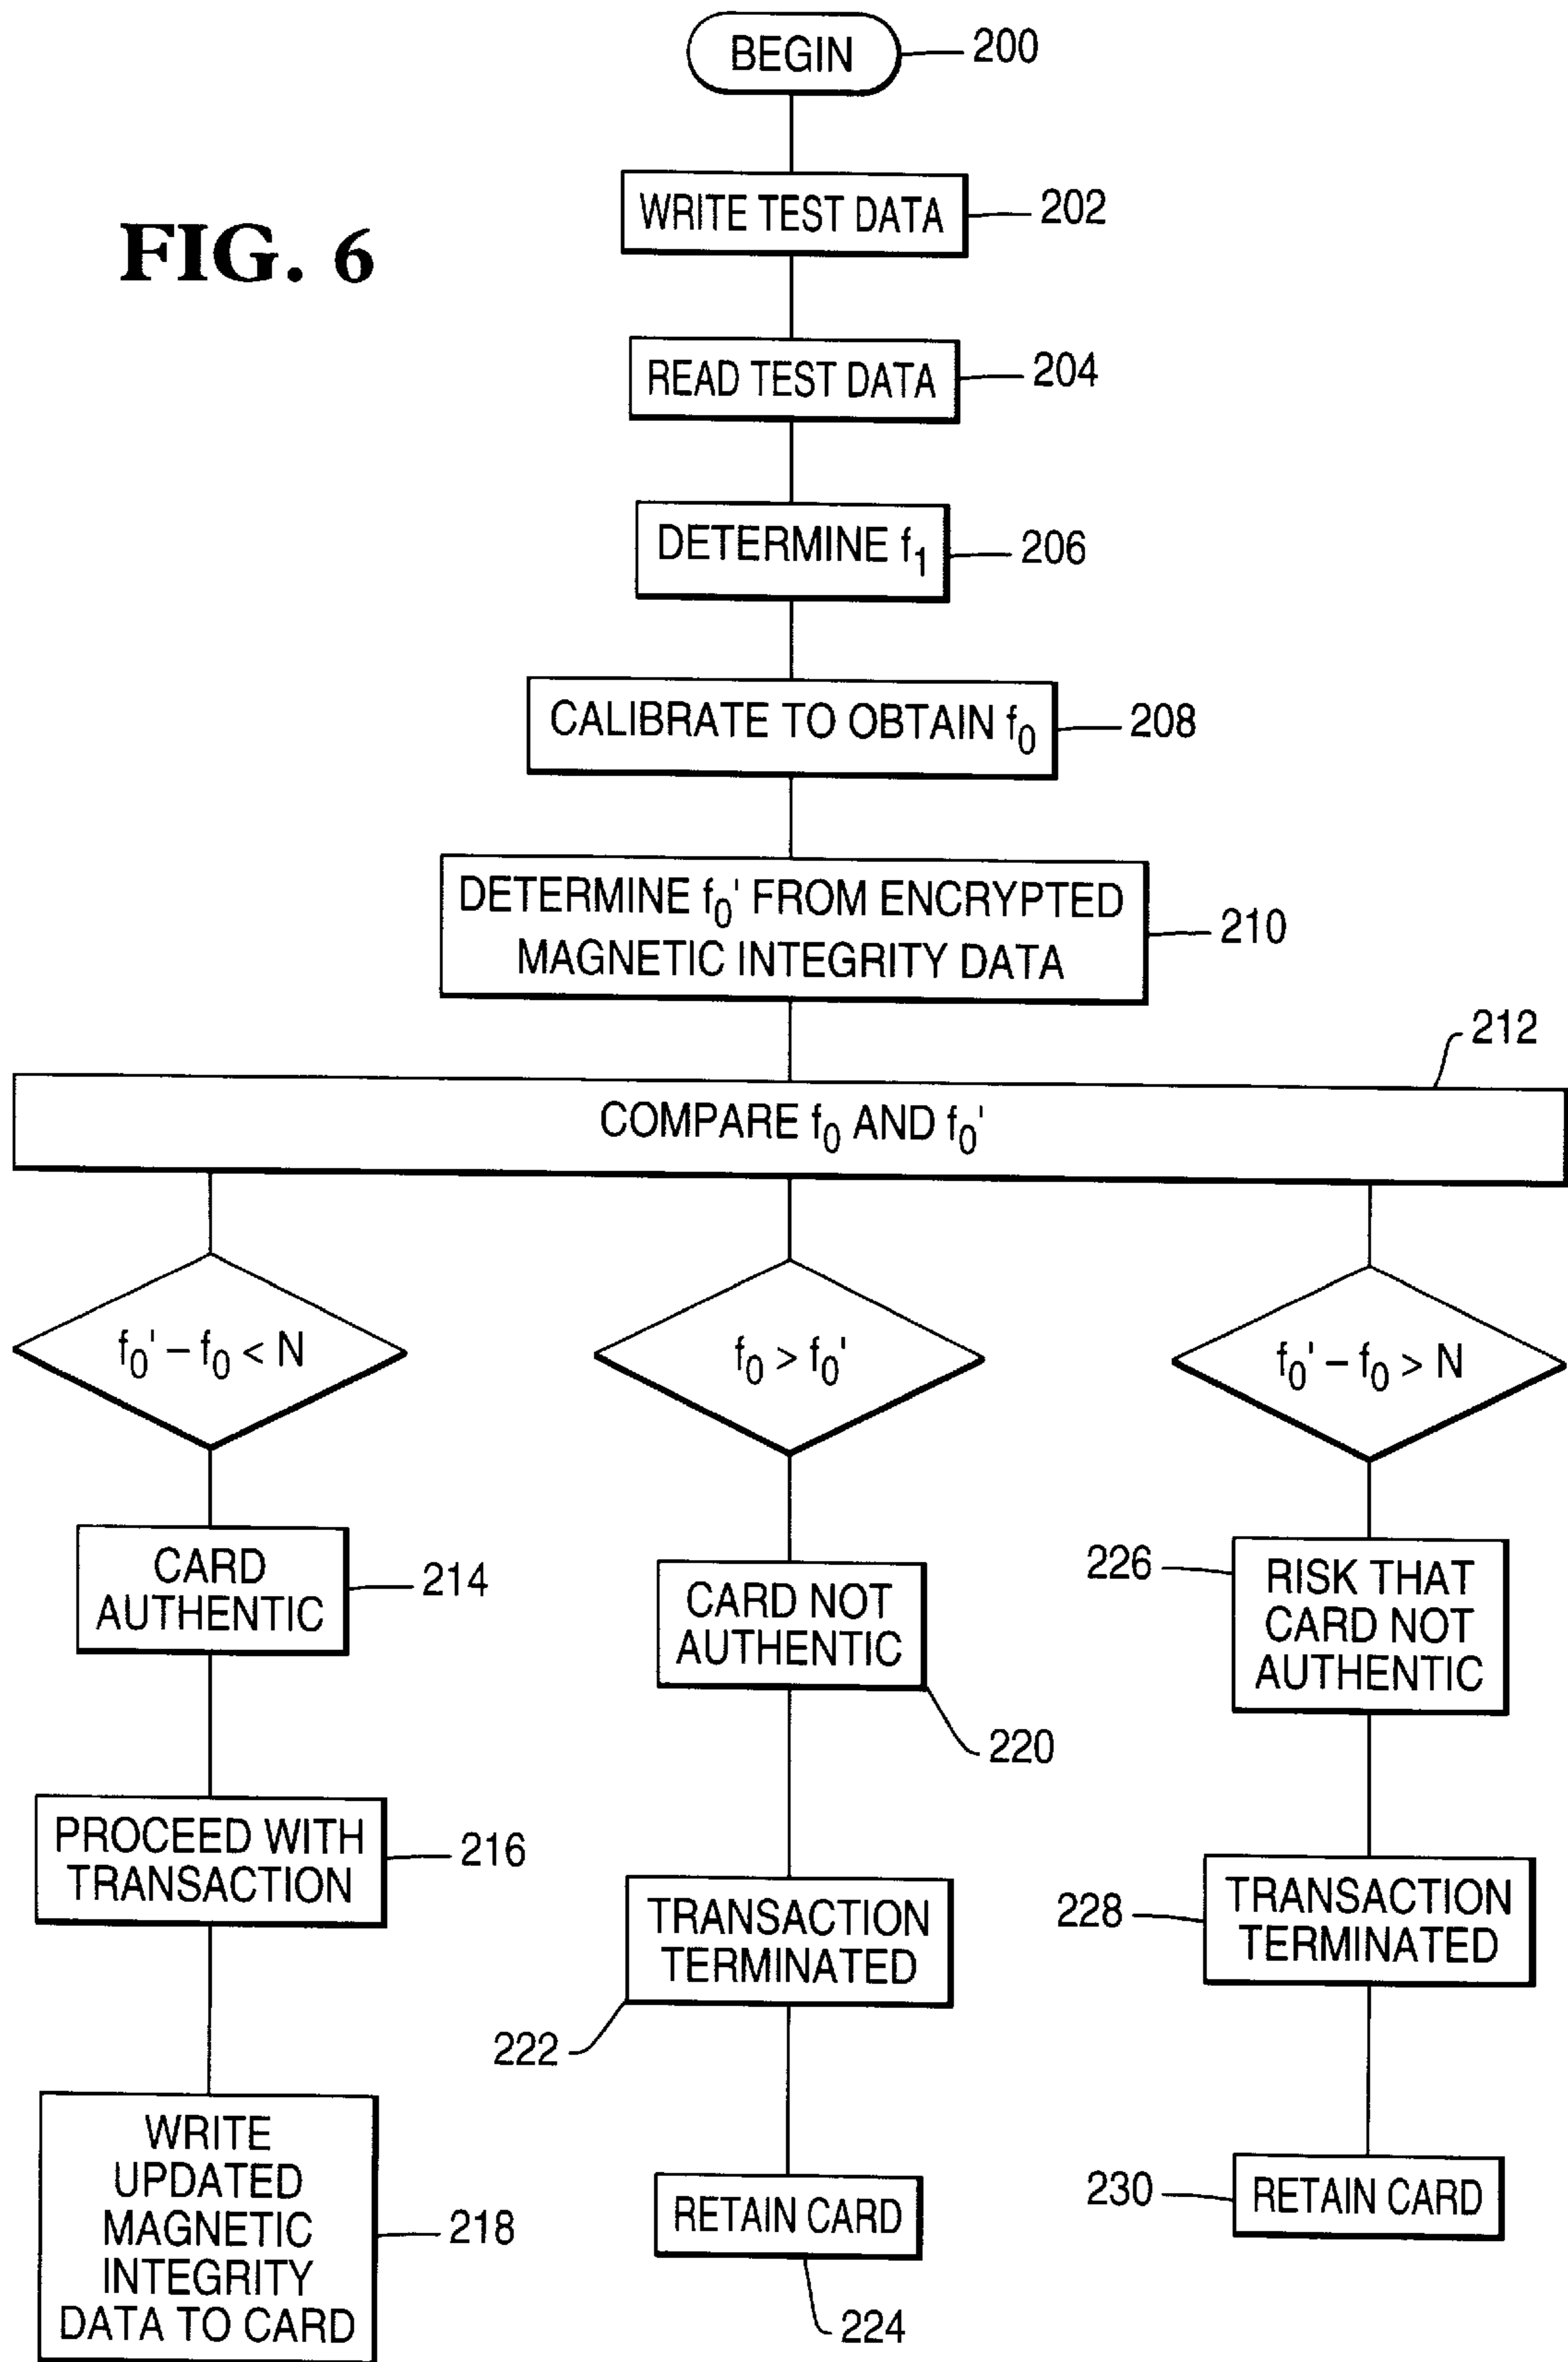 FIG. 6
BEGIN
200
WRITE TEST DATA
202
READ TEST DATA
204
DETERMINE f₁
206
CALIBRATE TO OBTAIN f₀
208
DETERMINE f₀' FROM ENCRYPTED
MAGNETIC INTEGRITY DATA
210
212
COMPARE f₀ AND f₀'
f₀' – f₀ < N
CARD
AUTHENTIC
214
PROCEED WITH
TRANSACTION
216
WRITE
UPDATED
MAGNETIC
INTEGRITY
DATA TO CARD
218
f₀ > f₀'
CARD NOT
AUTHENTIC
220
TRANSACTION
TERMINATED
222
RETAIN CARD
224
f₀' – f₀ > N
226
RISK THAT
CARD NOT
AUTHENTIC
228
TRANSACTION
TERMINATED
230
RETAIN CARD